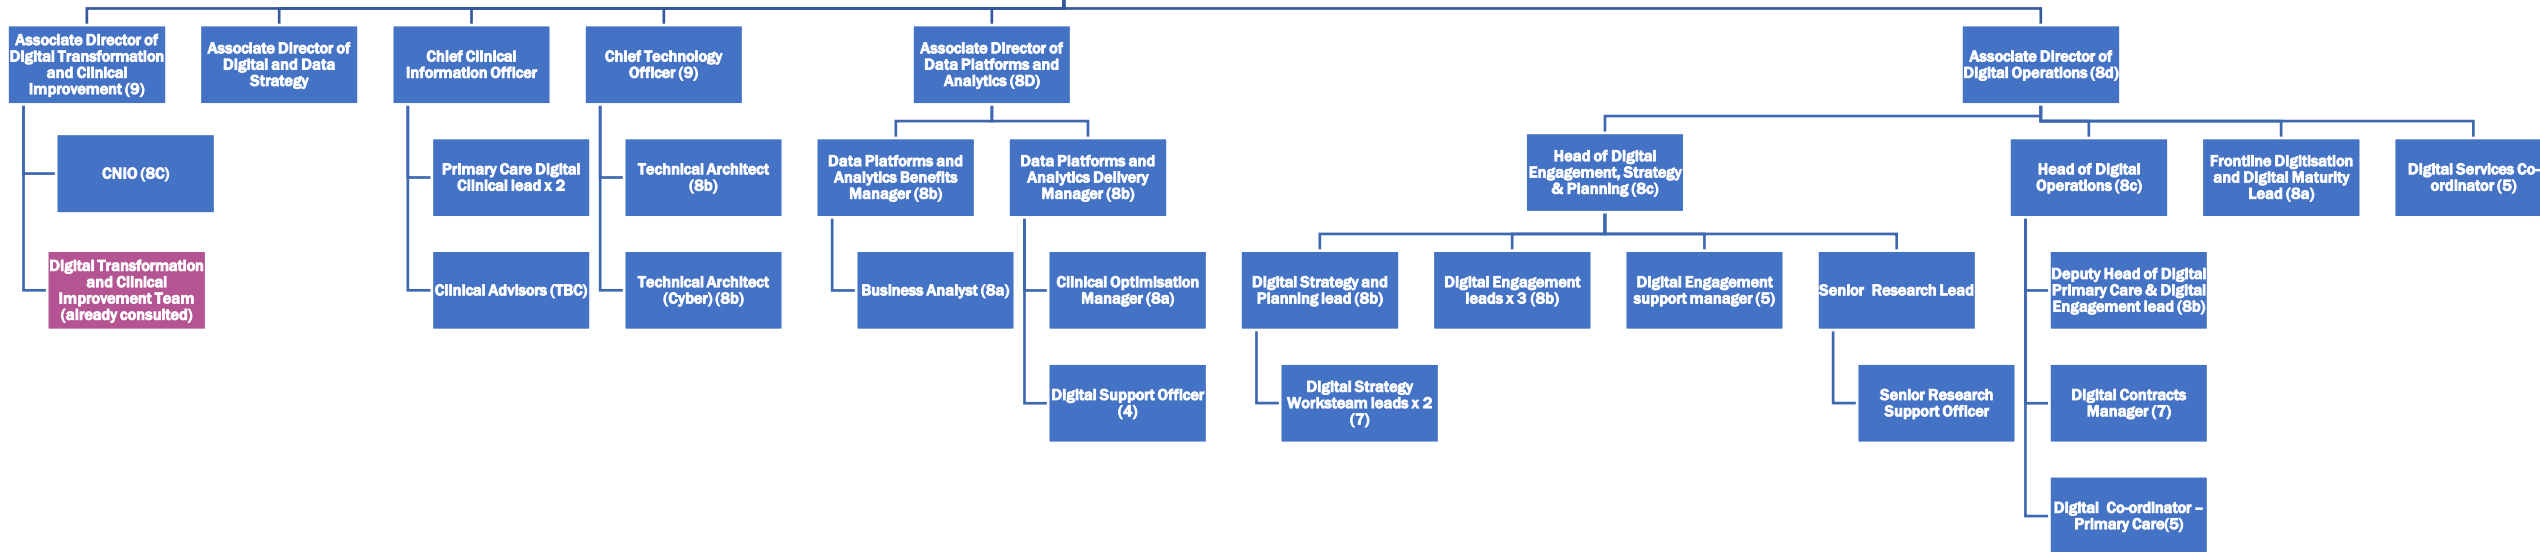 Associate Director of
Digital Transformation
and Clinical
Improvement (9)
Associate Director of
Digital and Data
Strategy
Chief Clinical
Information Officer
Chief Technology
Officer (9)
Associate Director of
Data Platforms and
Analytics (8D)
Associate Director of
Digital Operations (8d)
CNIO (8C)
Primary Care Digital
Clinical lead x 2
Technical Architect
(8b)
Data Platforms and
Analytics Benefits
Manager (8b)
Data Platforms and
Analytics Delivery
Manager (8b)
Head of Digital
Engagement, Strategy
& Planning (8c)
Head of Digital
Operations (8c)
Frontline Digitisation
and Digital Maturity
Lead (8a)
Digital Services Co-
ordinator (5)
Digital Transformation
and Clinical
Improvement Team
(already consulted)
Clinical Advisors (TBC)
Technical Architect
(Cyber) (8b)
Business Analyst (8a)
Clinical Optimisation
Manager (8a)
Digital Strategy and
Planning lead (8b)
Digital Engagement
leads x 3 (8b)
Digital Engagement
support manager (5)
Senior Research Lead
Deputy Head of Digital
Primary Care & Digital
Engagement lead (8b)
Digital Support Officer
(4)
Digital Strategy
Worksteam leads x 2
(7)
Senior Research
Support Officer
Digital Contracts
Manager (7)
Digital Co-ordinator –
Primary Care(5)